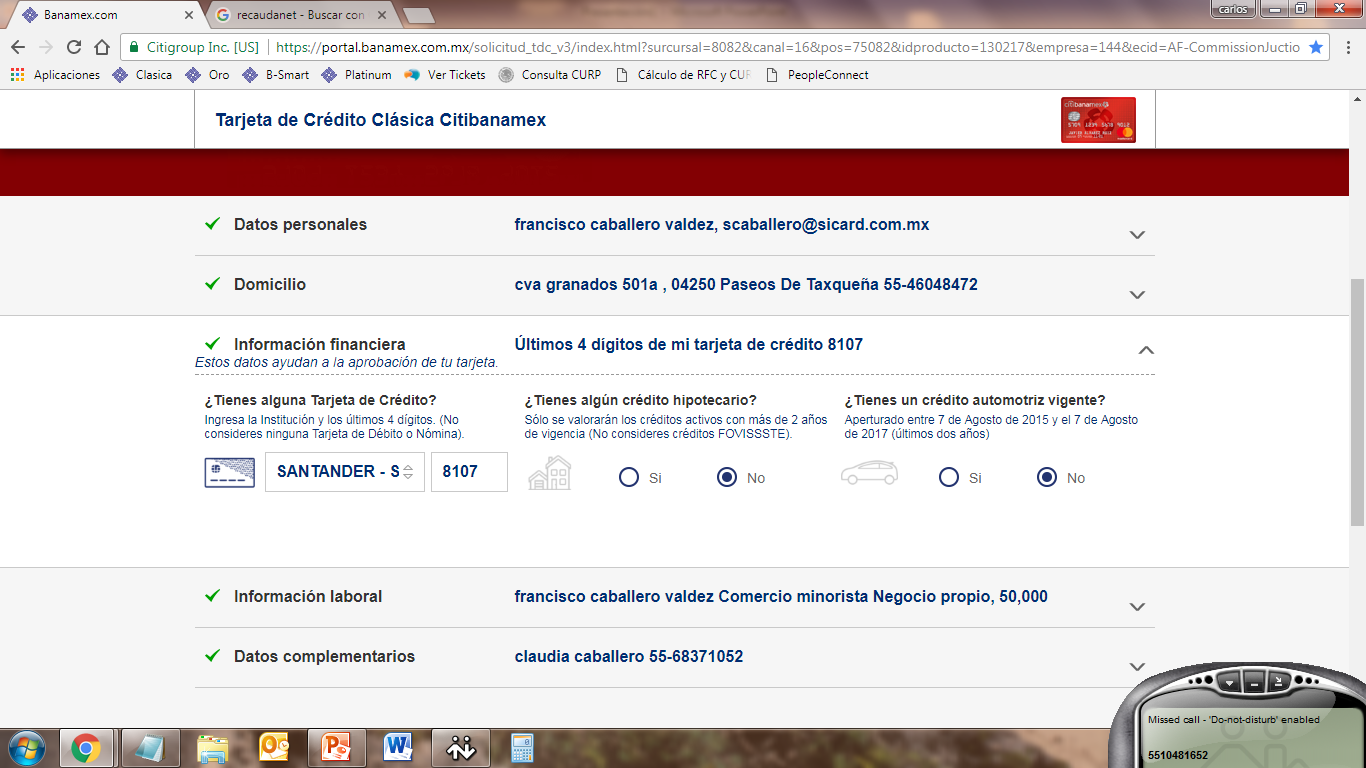 Banamex.com
recaudanet - Buscar con
carlos
Citigroup Inc. [US]
https://portal.banamex.com.mx/solicitud_tdc_v3/index.html?sursursal=8082&canal=16&pos=75082&idproducto=130217&empresa=144&ecid=AF-CommissionJuctio
Aplicaciones
Clasica
Oro
B-Smart
Platinum
Ver Tickets
Consulta CURP
Cálculo de RFC y CUR
PeopleConnect
Tarjeta de Crédito Clásica Citibanamex
citibanamex
Datos personales
francisco caballero valdez, scaballero@sicard.com.mx
Domicilio
cva granados 501a , 04250 Paseos De Taxqueña 55-46048472
Información financiera
Últimos 4 dígitos de mi tarjeta de crédito 8107
Estos datos ayudan a la aprobación de tu tarjeta.
¿Tienes alguna Tarjeta de Crédito?
Ingresa la Institución y los últimos 4 dígitos. (No
consideres ninguna Tarjeta de Débito o Nómina).
SANTANDER - S
8107
¿Tienes algún crédito hipotecario?
Sólo se valorarán los créditos activos con más de 2 años
de vigencia (No consideres créditos FOVISSSTE).
Si
No
¿Tienes un crédito automotriz vigente?
Aperturado entre 7 de Agosto de 2015 y el 7 de Agosto
de 2017 (últimos dos años)
Si
No
Información laboral
francisco caballero valdez Comercio minorista Negocio propio, 50,000
Datos complementarios
claudia caballero 55-68371052
Missed call - 'Do-not-disturb' enabled
5510481652